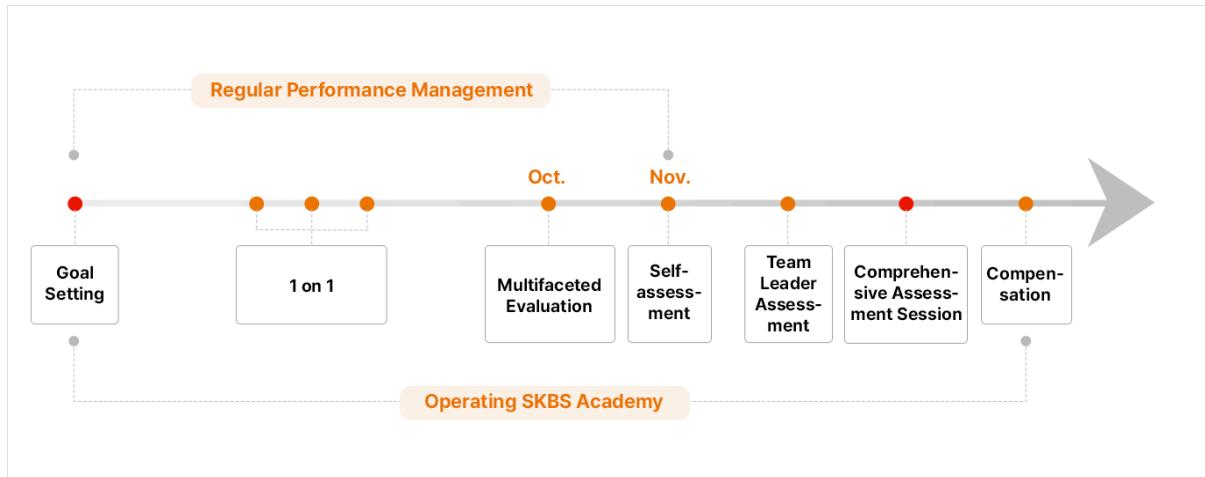 Regular Performance Management
Oct.
Nov.
Goal
Setting
1 on 1
Multifaceted
Evaluation
Self-
assess-
ment
Team
Leader
Assess-
ment
Comprehen-
sive Assess-
ment Session
Compen-
sation
Operating SKBS Academy